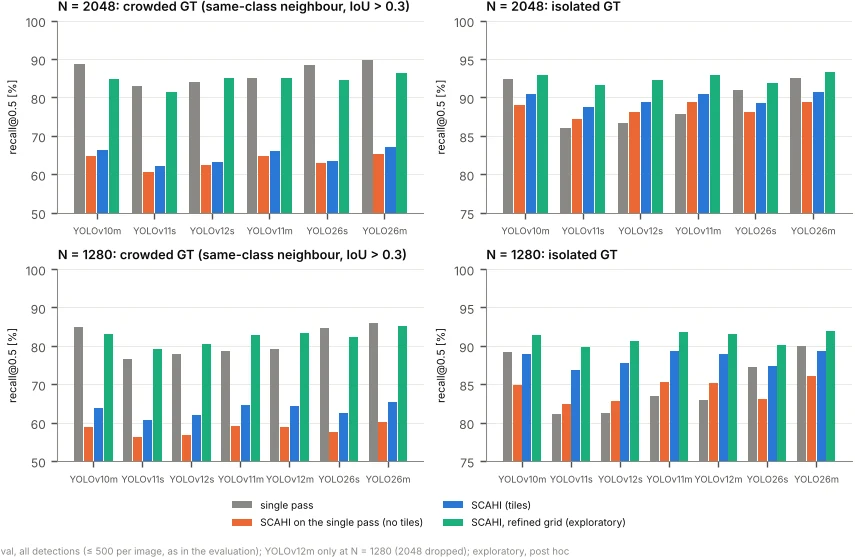 N = 2048: crowded GT (same-class neighbour, IoU > 0.3)
recall@0.5 [%]
100
90
80
70
60
50
YOLOv10m YOLOv11s YOLOv12s YOLOv11m YOLO26s YOLO26m
N = 2048: isolated GT
recall@0.5 [%]
100
95
90
85
80
75
YOLOv10m YOLOv11s YOLOv12s YOLOv11m YOLO26s YOLO26m
N = 1280: crowded GT (same-class neighbour, IoU > 0.3)
recall@0.5 [%]
100
90
80
70
60
50
YOLOv10m YOLOv11s YOLOv12s YOLOv11m YOLOv12m YOLO26s YOLO26m
N = 1280: isolated GT
recall@0.5 [%]
100
95
90
85
80
75
YOLOv10m YOLOv11s YOLOv12s YOLOv11m YOLOv12m YOLO26s YOLO26m
single pass
SCAHI on the single pass (no tiles)
SCAHI (tiles)
SCAHI, refined grid (exploratory)
val, all detections (≤ 500 per image, as in the evaluation); YOLOv12m only at N = 1280 (2048 dropped); exploratory, post hoc